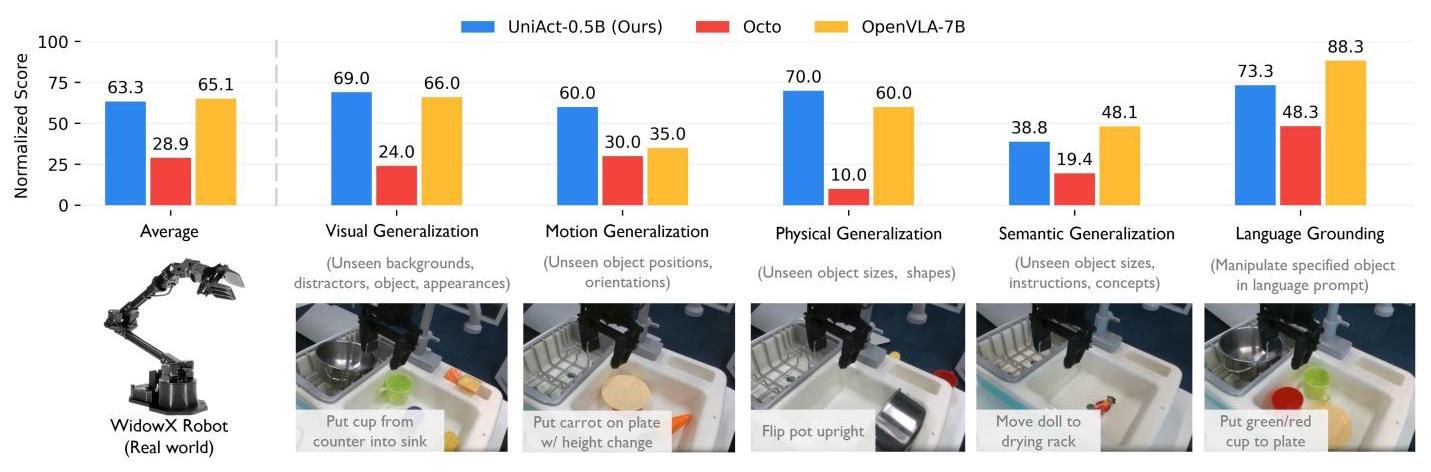 UniAct-0.5B (Ours) Octo OpenVLA-7B
Normalized Score
100
75
50
25
0
63.3 28.9 65.1
69.0 24.0 66.0
60.0 30.0 35.0
70.0 10.0 60.0
38.8 19.4 48.1
73.3 48.3 88.3
Average
Visual Generalization
Motion Generalization
Physical Generalization
Semantic Generalization
Language Grounding
(Unseen backgrounds,
distractors, object, appearances)
(Unseen object positions,
orientations)
(Unseen object sizes, shapes)
(Unseen object sizes,
instructions, concepts)
(Manipulate specified object
in language prompt)
WidowX Robot
(Real world)
Put cup from
counter into sink
Put carrot on plate
w/ height change
Flip pot upright
Move doll to
drying rack
Put green/red
cup to plate